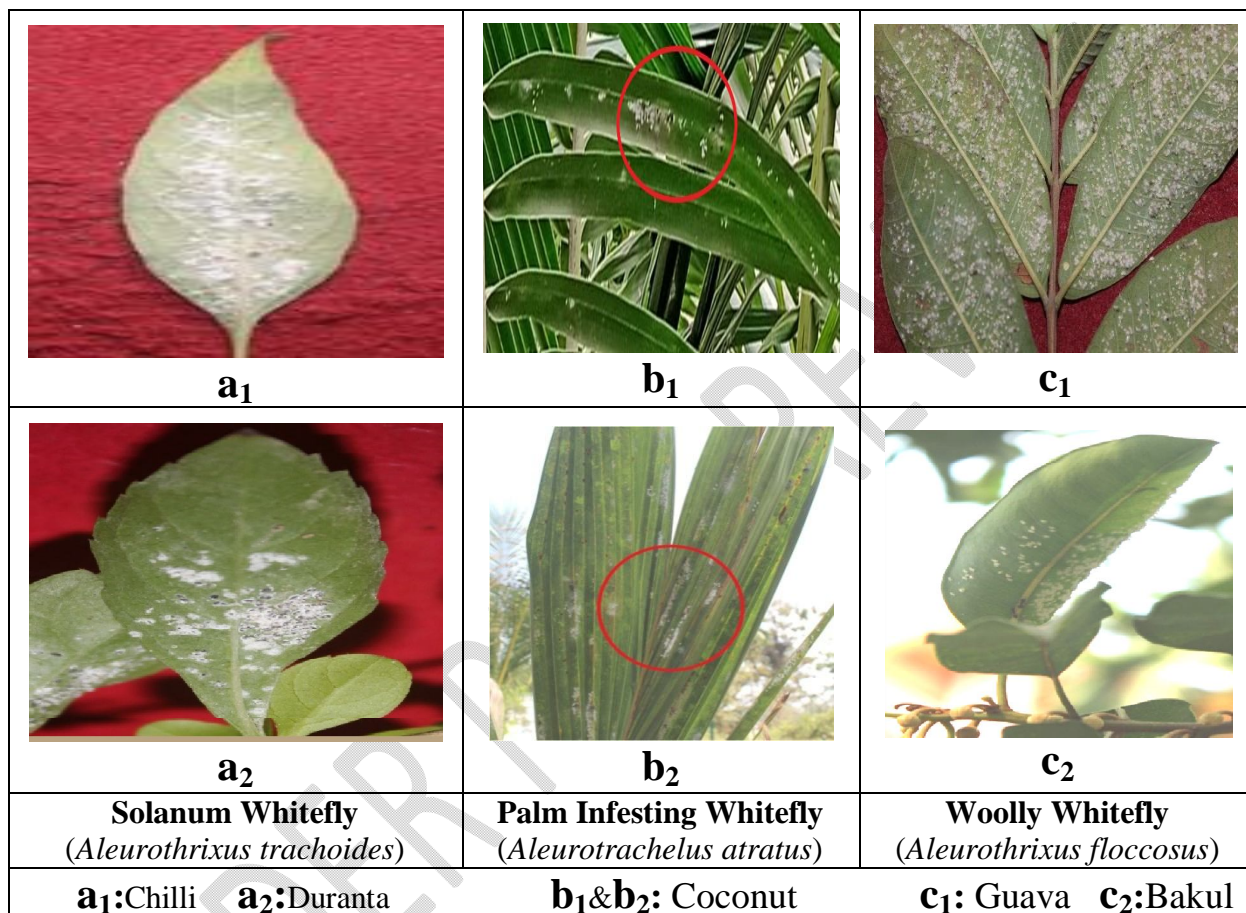 a₁
b₁
c₁
a₂
b₂
c₂
Solanum Whitefly
(Aleurothrixus trachoides)
Palm Infesting Whitefly
(Aleurotrachelus atratus)
Woolly Whitefly
(Aleurothrixus floccosus)
a₁:Chilli a₂:Duranta
b₁&b₂: Coconut
c₁: Guava c₂:Bakul